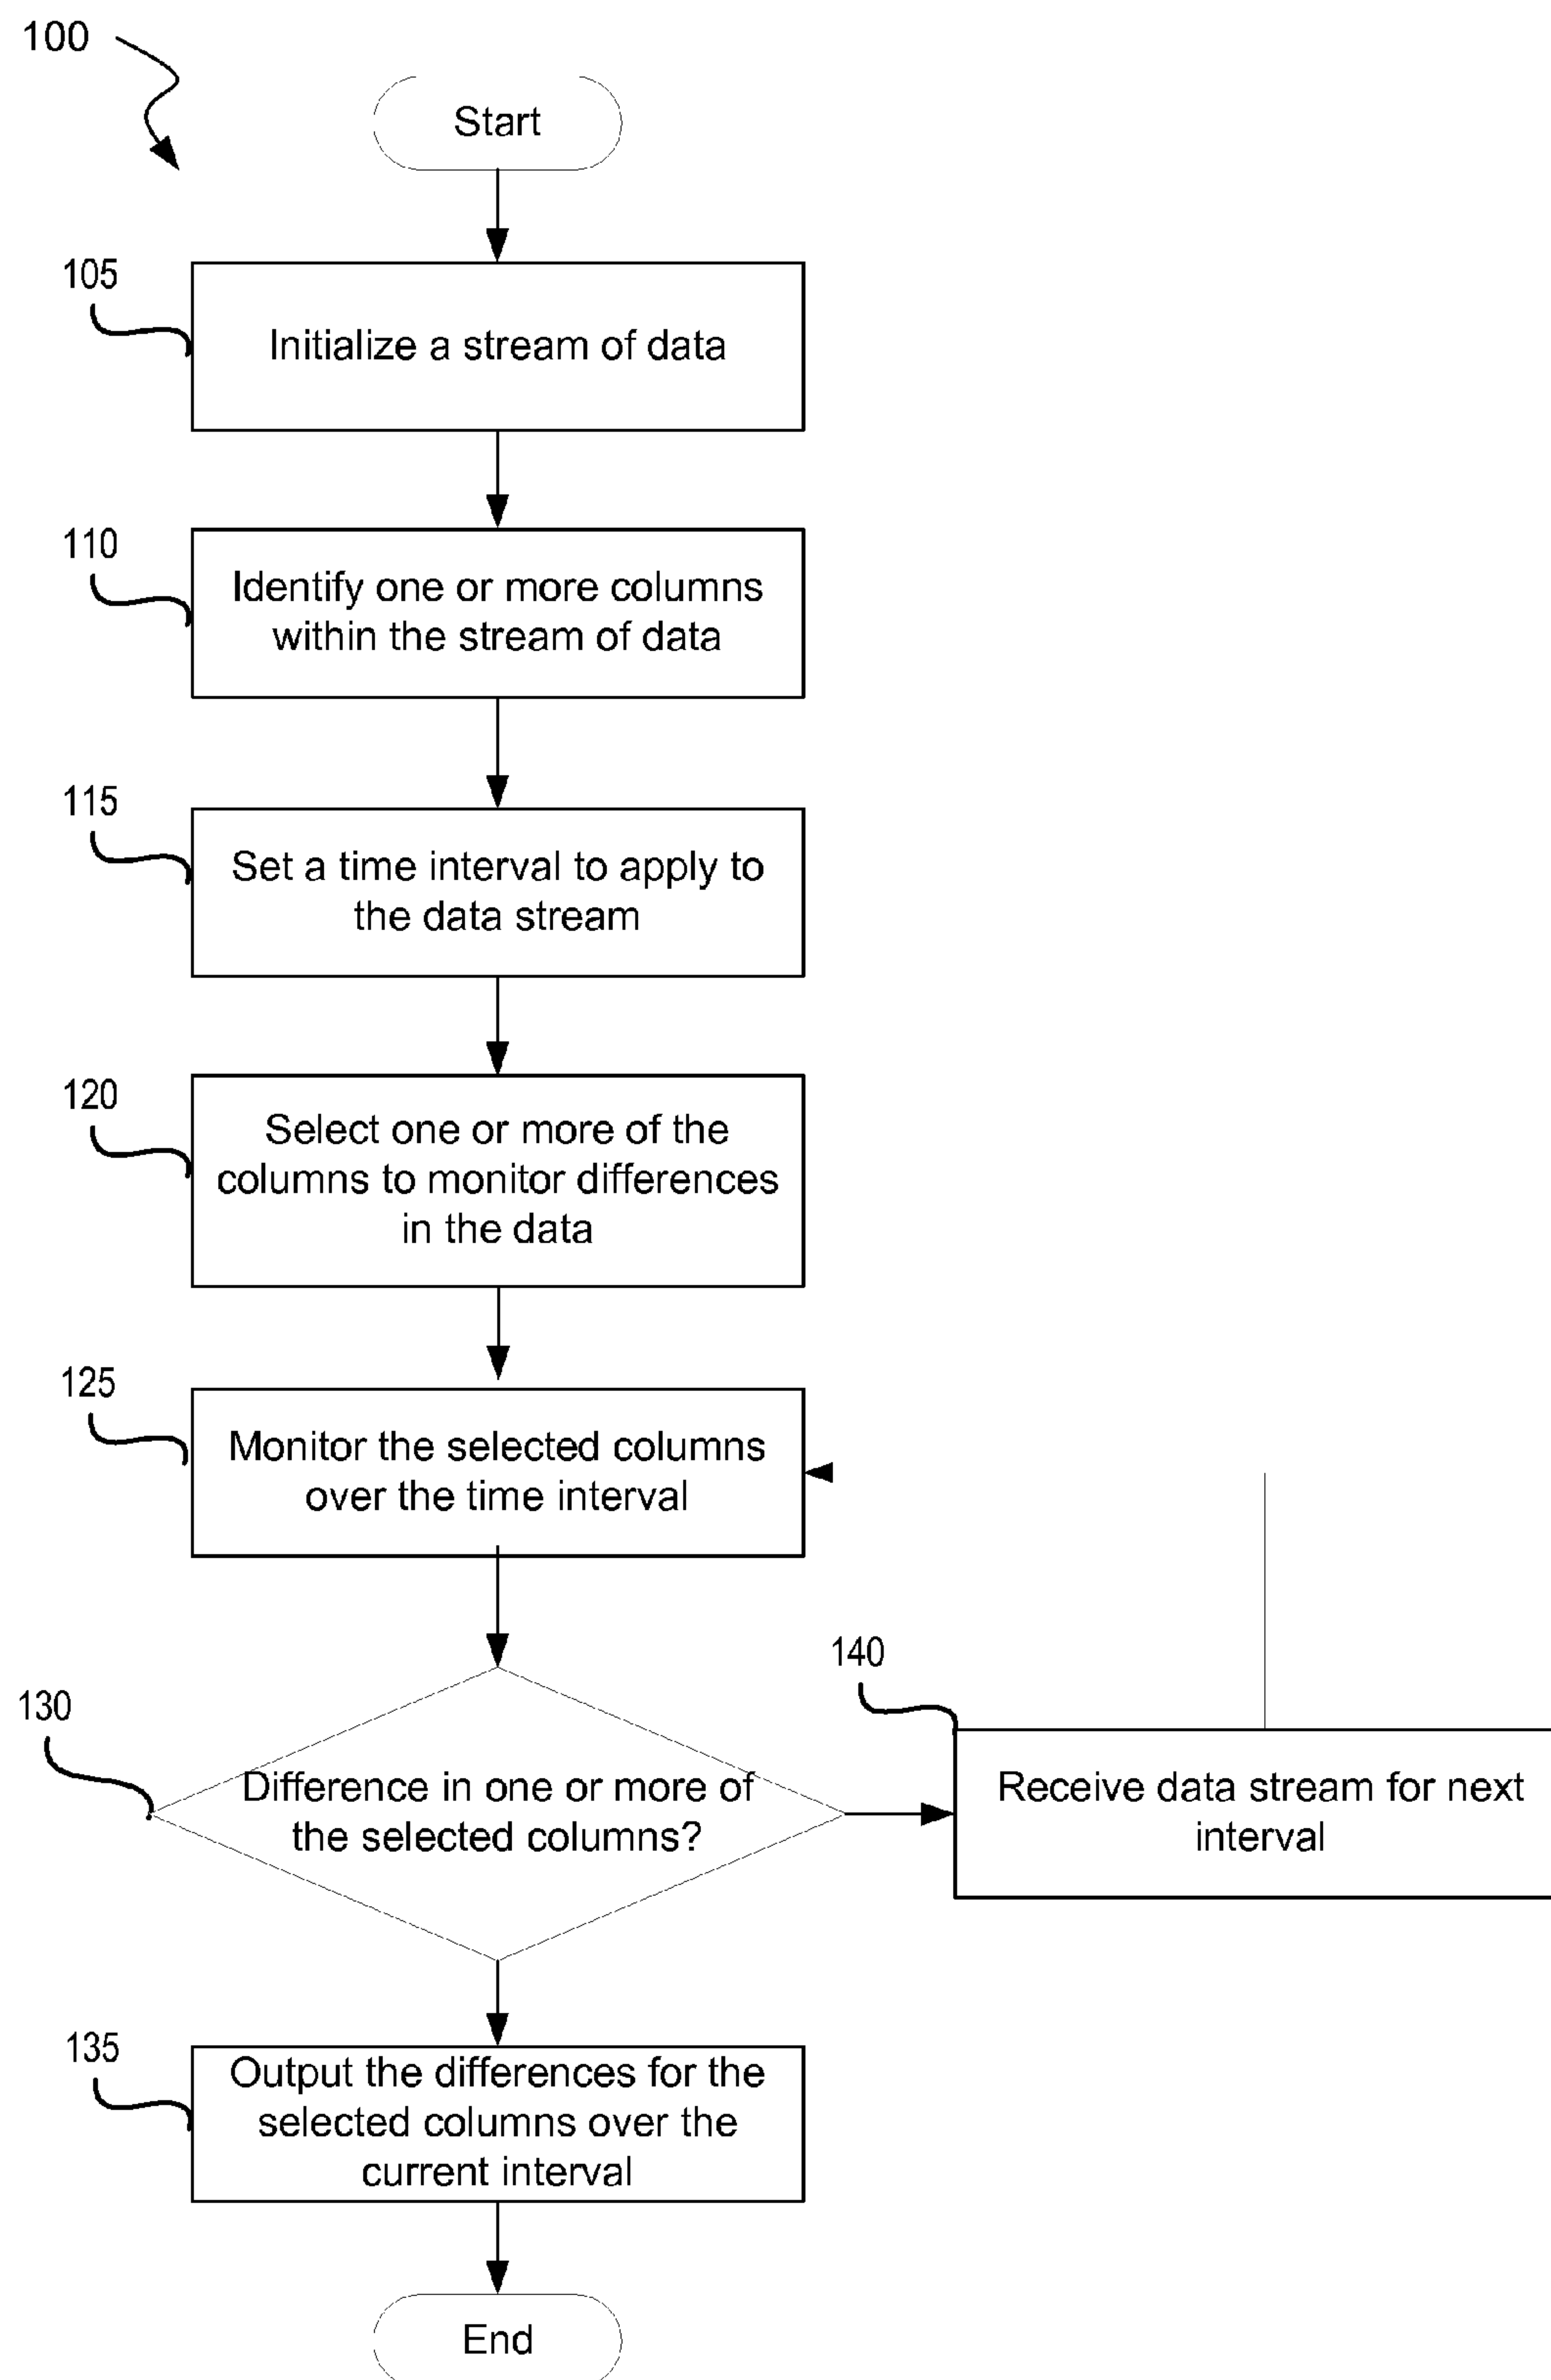 100
Start
105
Initialize a stream of data
110
Identify one or more columns
within the stream of data
115
Set a time interval to apply to
the data stream
120
Select one or more of the
columns to monitor differences
in the data
125
Monitor the selected columns
over the time interval
130
Difference in one or more of
the selected columns?
140
Receive data stream for next
interval
135
Output the differences for the
selected columns over the
current interval
End